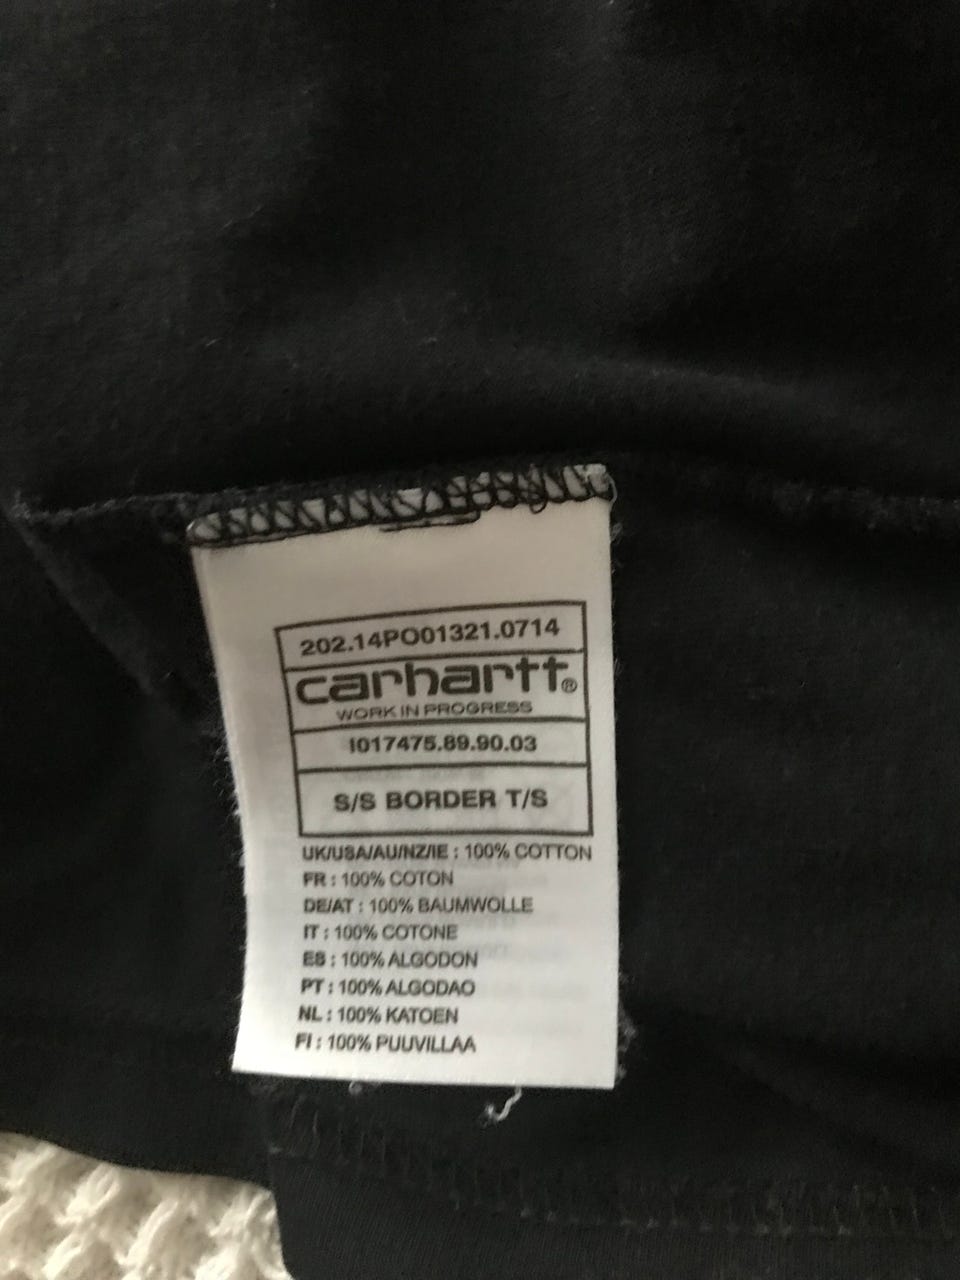 202.14PO01321.0714
carhartt®
WORK IN PROGRESS
I017475.89.90.03
S/S BORDER T/S
UK/USA/AU/NZ/IE : 100% COTTON
FR : 100% COTON
DE/AT : 100% BAUMWOLLE
IT : 100% COTONE
ES : 100% ALGODON
PT : 100% ALGODAO
NL : 100% KATOEN
FI : 100% PUUVILLAA